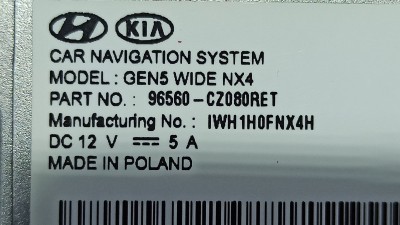 KIA
CAR NAVIGATION SYSTEM
MODEL : GEN5 WIDE NX4
PART NO. : 96560-CZ080RET
Manufacturing No. : IWH1H0FNX4H
DC 12 V ⎓ 5 A
MADE IN POLAND